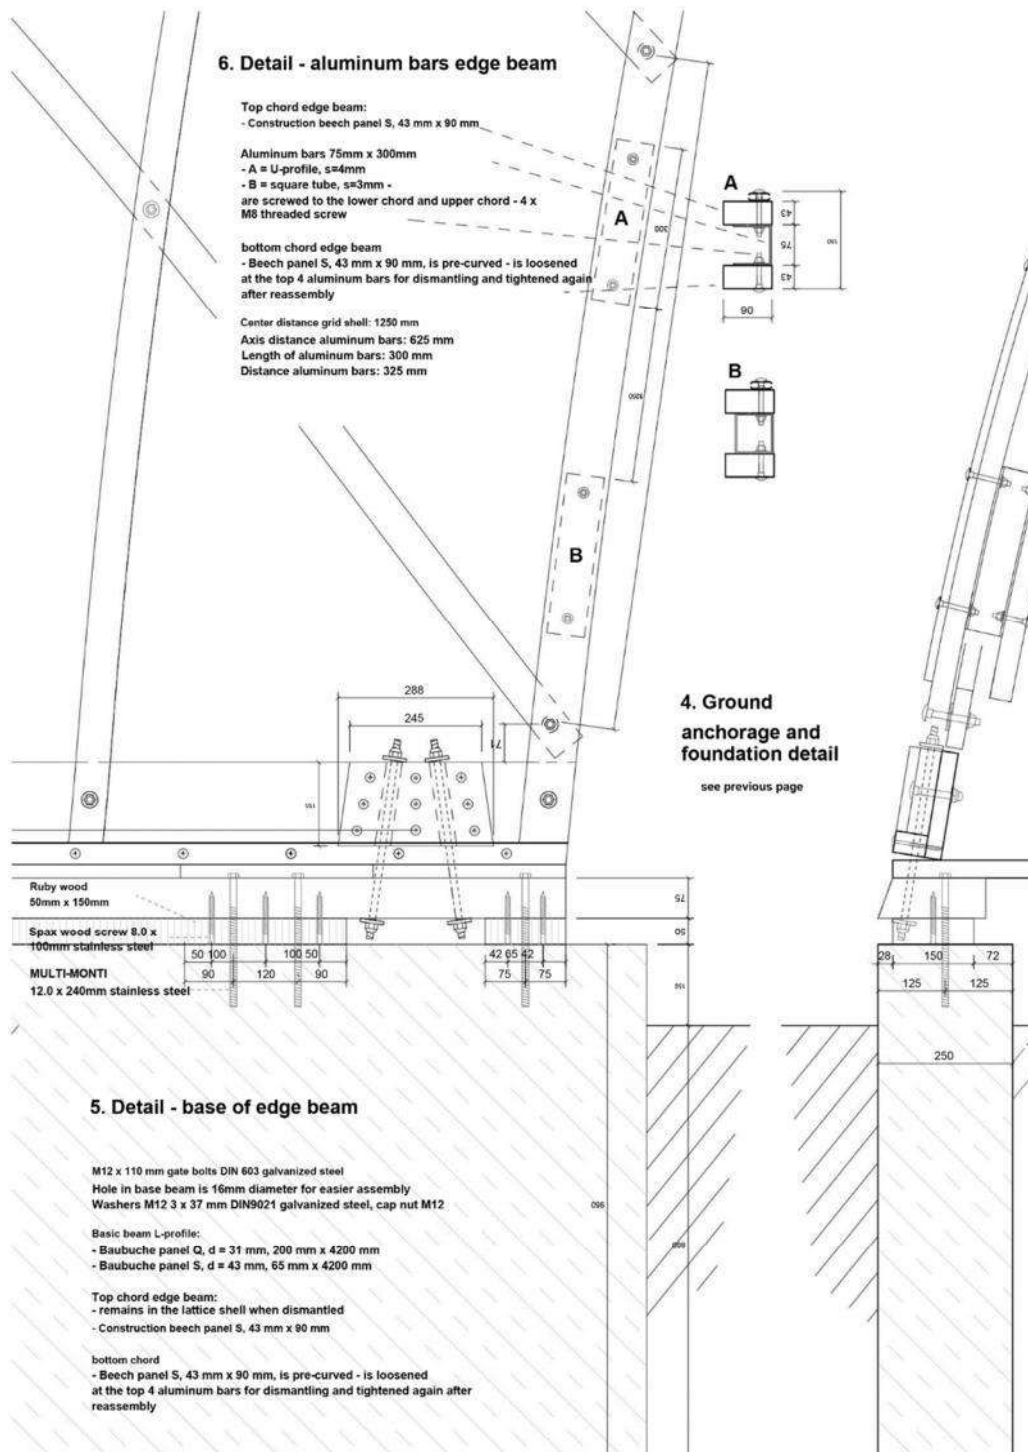 6. Detail - aluminum bars edge beam
Top chord edge beam:
- Construction beech panel S, 43 mm x 90 mm
Aluminum bars 75mm x 300mm
- A = U-profile, s=4mm
- B = square tube, s=3mm -
are screwed to the lower chord and upper chord - 4 x
M8 threaded screw
bottom chord edge beam
- Beech panel S, 43 mm x 90 mm, is pre-curved - is loosened
at the top 4 aluminum bars for dismantling and tightened again
after reassembly
Center distance grid shell: 1250 mm
Axis distance aluminum bars: 625 mm
Length of aluminum bars: 300 mm
Distance aluminum bars: 325 mm
A
300
A
43
75
43
90
B
B
288
245
71
4. Ground
anchorage and
foundation detail
see previous page
Ruby wood
50mm x 150mm
Spax wood screw 8.0 x
100mm stainless steel
MULTI-MONTI
12.0 x 240mm stainless steel
50 100 100 50
90 120 90
42 65 42
75 75
75
50
150
28 150 72
125 125
250
5. Detail - base of edge beam
M12 x 110 mm gate bolts DIN 603 galvanized steel
Hole in base beam is 16mm diameter for easier assembly
Washers M12 3 x 37 mm DIN9021 galvanized steel, cap nut M12
Basic beam L-profile:
- Baubuche panel Q, d = 31 mm, 200 mm x 4200 mm
- Baubuche panel S, d = 43 mm, 65 mm x 4200 mm
Top chord edge beam:
- remains in the lattice shell when dismantled
- Construction beech panel S, 43 mm x 90 mm
bottom chord
- Beech panel S, 43 mm x 90 mm, is pre-curved - is loosened
at the top 4 aluminum bars for dismantling and tightened again after
reassembly